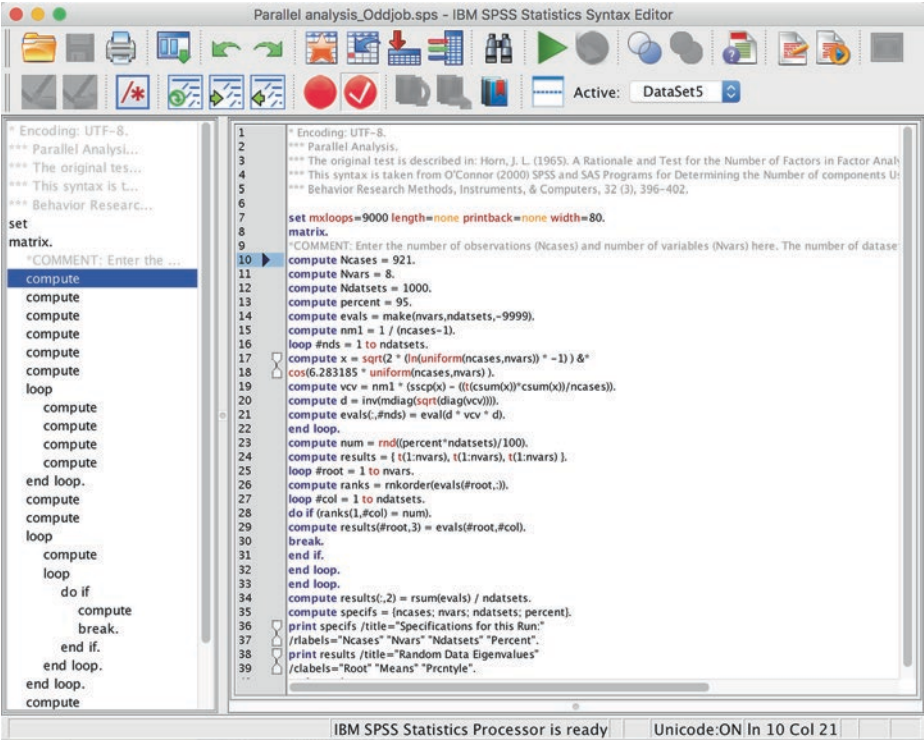 Parallel analysis_Oddjob.sps - IBM SPSS Statistics Syntax Editor
Active: DataSet5
* Encoding: UTF-8.
*** Parallel Analysi...
*** The original tes...
*** This syntax is t...
*** Behavior Researc...
set
matrix.
*COMMENT: Enter the ...
compute
compute
compute
compute
compute
compute
loop
compute
compute
compute
compute
end loop.
compute
compute
loop
compute
loop
do if
compute
break.
end if.
end loop.
end loop.
compute
1 * Encoding: UTF-8.
2 *** Parallel Analysis.
3 *** The original test is described in: Horn, J. L. (1965). A Rationale and Test for the Number of Factors in Factor Analy
4 *** This syntax is taken from O'Connor (2000) SPSS and SAS Programs for Determining the Number of components U
5 *** Behavior Research Methods, Instruments, & Computers, 32 (3), 396-402.
6
7 set mxloops=9000 length=none printback=none width=80.
8 matrix.
9 *COMMENT: Enter the number of observations (Ncases) and number of variables (Nvars) here. The number of datase
10 compute Ncases = 921.
11 compute Nvars = 8.
12 compute Ndatsets = 1000.
13 compute percent = 95.
14 compute evals = make(nvars,ndatsets,-9999).
15 compute nm1 = 1 / (ncases-1).
16 loop #nds = 1 to ndatsets.
17 compute x = sqrt(2 * (ln(uniform(ncases,nvars)) * -1) ) &*
18 cos(6.283185 * uniform(ncases,nvars) ).
19 compute vcv = nm1 * (sscp(x) - ((t(csum(x))*csum(x))/ncases)).
20 compute d = inv(mdiag(sqrt(diag(vcv)))).
21 compute evals(:,#nds) = eval(d * vcv * d).
22 end loop.
23 compute num = rnd((percent*ndatsets)/100).
24 compute results = { t(1:nvars), t(1:nvars), t(1:nvars) }.
25 loop #root = 1 to nvars.
26 compute ranks = rnkorder(evals(#root,:)).
27 loop #col = 1 to ndatsets.
28 do if (ranks(1,#col) = num).
29 compute results(#root,3) = evals(#root,#col).
30 break.
31 end if.
32 end loop.
33 end loop.
34 compute results(:,2) = rsum(evals) / ndatsets.
35 compute specifs = {ncases; nvars; ndatsets; percent}.
36 print specifs /title="Specifications for this Run:"
37 /rlabels="Ncases" "Nvars" "Ndatsets" "Percent".
38 print results /title="Random Data Eigenvalues"
39 /clabels="Root" "Means" "Prcntyle".
IBM SPSS Statistics Processor is ready
Unicode:ON
In 10 Col 21